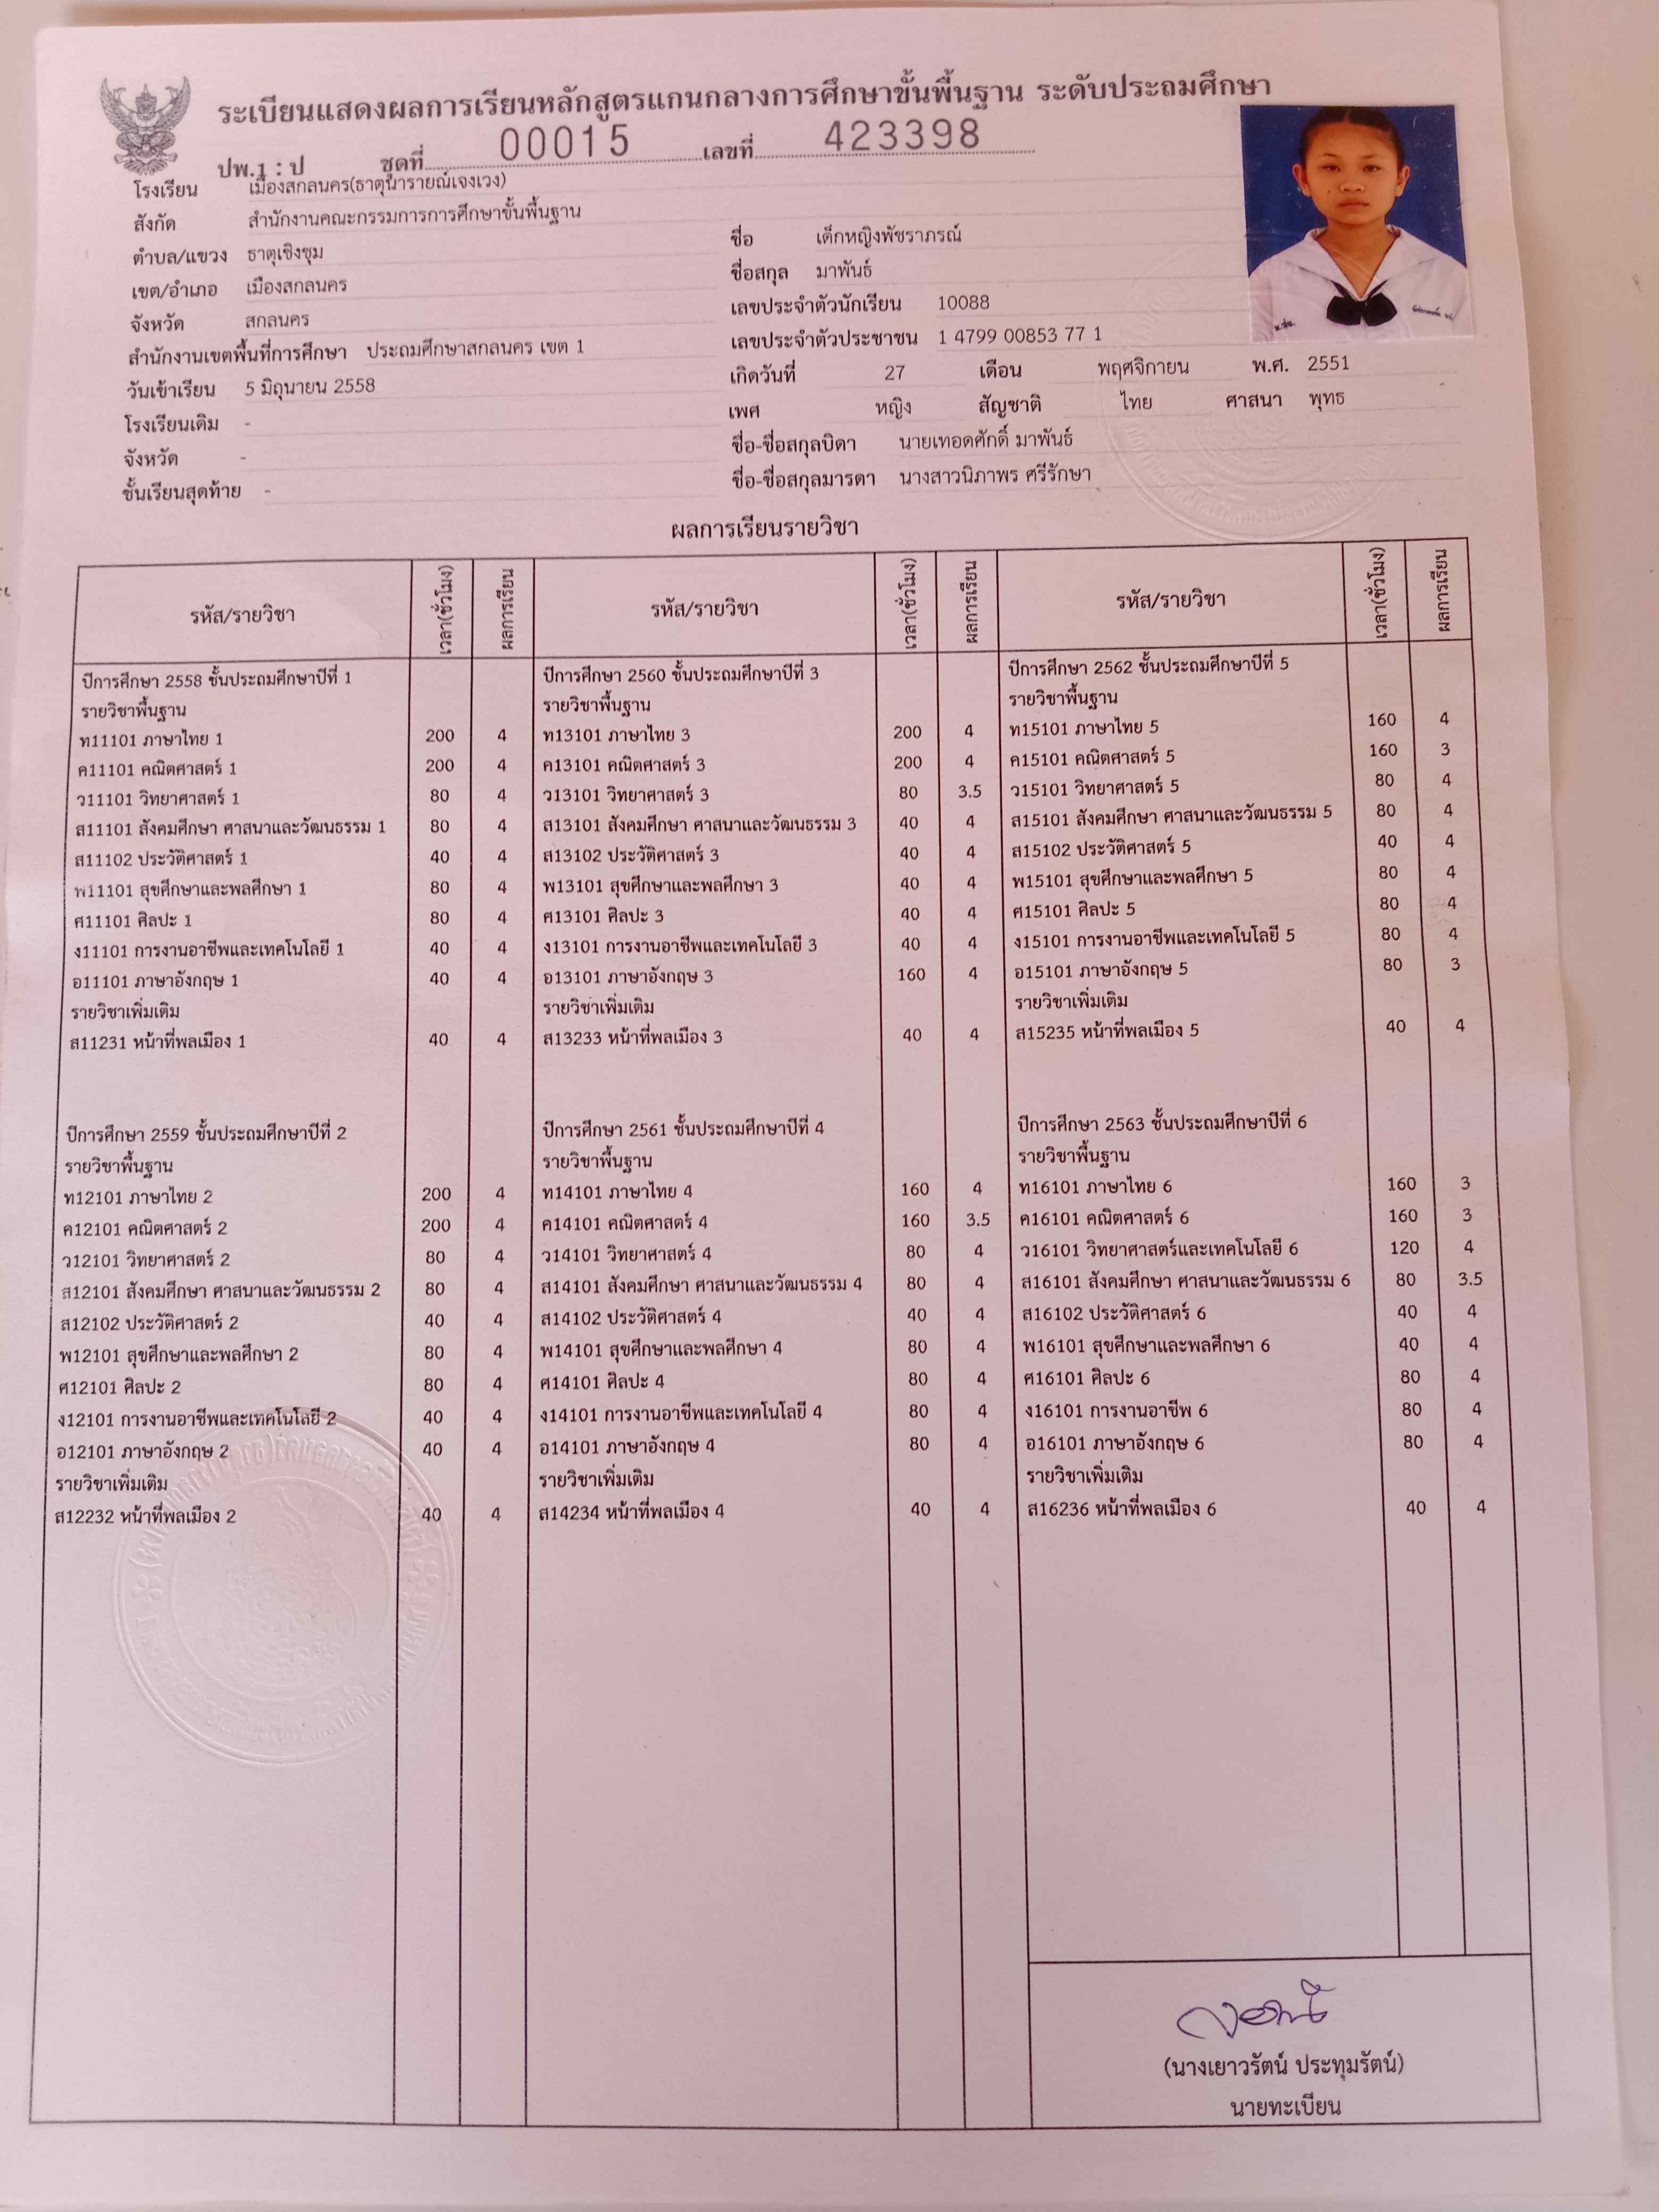 ระเบียนแสดงผลการเรียนหลักสูตรแกนกลางการศึกษาขั้นพื้นฐาน ระดับประถมศึกษา
ปพ.1 : ป ชุดที่ 00015 เลขที่ 423398
โรงเรียน เมืองสกลนคร(ธาตุนารายณ์เจงเวง)
สังกัด สำนักงานคณะกรรมการการศึกษาขั้นพื้นฐาน
ตำบล/แขวง ธาตุเชิงชุม
เขต/อำเภอ เมืองสกลนคร
จังหวัด สกลนคร
สำนักงานเขตพื้นที่การศึกษา ประถมศึกษาสกลนคร เขต 1
วันเข้าเรียน 5 มิถุนายน 2558
โรงเรียนเดิม -
จังหวัด -
ชั้นเรียนสุดท้าย -
ชื่อ เด็กหญิงพัชราภรณ์
ชื่อสกุล มาพันธ์
เลขประจำตัวนักเรียน 10088
เลขประจำตัวประชาชน 1 4799 00853 77 1
เกิดวันที่ 27 เดือน พฤศจิกายน พ.ศ. 2551
เพศ หญิง สัญชาติ ไทย ศาสนา พุทธ
ชื่อ-ชื่อสกุลบิดา นายเทอดศักดิ์ มาพันธ์
ชื่อ-ชื่อสกุลมารดา นางสาวนิภาพร ศรีรักษา
ผลการเรียนรายวิชา
รหัส/รายวิชา เวลา(ชั่วโมง) ผลการเรียน
ปีการศึกษา 2558 ชั้นประถมศึกษาปีที่ 1
รายวิชาพื้นฐาน
ท11101 ภาษาไทย 1 200 4
ค11101 คณิตศาสตร์ 1 200 4
ว11101 วิทยาศาสตร์ 1 80 4
ส11101 สังคมศึกษา ศาสนาและวัฒนธรรม 1 80 4
ส11102 ประวัติศาสตร์ 1 40 4
พ11101 สุขศึกษาและพลศึกษา 1 80 4
ศ11101 ศิลปะ 1 80 4
ง11101 การงานอาชีพและเทคโนโลยี 1 40 4
อ11101 ภาษาอังกฤษ 1 40 4
รายวิชาเพิ่มเติม
ส11231 หน้าที่พลเมือง 1 40 4
ปีการศึกษา 2559 ชั้นประถมศึกษาปีที่ 2
รายวิชาพื้นฐาน
ท12101 ภาษาไทย 2 200 4
ค12101 คณิตศาสตร์ 2 200 4
ว12101 วิทยาศาสตร์ 2 80 4
ส12101 สังคมศึกษา ศาสนาและวัฒนธรรม 2 80 4
ส12102 ประวัติศาสตร์ 2 40 4
พ12101 สุขศึกษาและพลศึกษา 2 80 4
ศ12101 ศิลปะ 2 80 4
ง12101 การงานอาชีพและเทคโนโลยี 2 40 4
อ12101 ภาษาอังกฤษ 2 40 4
รายวิชาเพิ่มเติม
ส12232 หน้าที่พลเมือง 2 40 4
รหัส/รายวิชา เวลา(ชั่วโมง) ผลการเรียน
ปีการศึกษา 2560 ชั้นประถมศึกษาปีที่ 3
รายวิชาพื้นฐาน
ท13101 ภาษาไทย 3 200 4
ค13101 คณิตศาสตร์ 3 200 4
ว13101 วิทยาศาสตร์ 3 80 3.5
ส13101 สังคมศึกษา ศาสนาและวัฒนธรรม 3 40 4
ส13102 ประวัติศาสตร์ 3 40 4
พ13101 สุขศึกษาและพลศึกษา 3 40 4
ศ13101 ศิลปะ 3 40 4
ง13101 การงานอาชีพและเทคโนโลยี 3 40 4
อ13101 ภาษาอังกฤษ 3 160 4
รายวิชาเพิ่มเติม
ส13233 หน้าที่พลเมือง 3 40 4
ปีการศึกษา 2561 ชั้นประถมศึกษาปีที่ 4
รายวิชาพื้นฐาน
ท14101 ภาษาไทย 4 160 4
ค14101 คณิตศาสตร์ 4 160 3.5
ว14101 วิทยาศาสตร์ 4 80 4
ส14101 สังคมศึกษา ศาสนาและวัฒนธรรม 4 80 4
ส14102 ประวัติศาสตร์ 4 40 4
พ14101 สุขศึกษาและพลศึกษา 4 80 4
ศ14101 ศิลปะ 4 80 4
ง14101 การงานอาชีพและเทคโนโลยี 4 80 4
อ14101 ภาษาอังกฤษ 4 80 4
รายวิชาเพิ่มเติม
ส14234 หน้าที่พลเมือง 4 40 4
รหัส/รายวิชา เวลา(ชั่วโมง) ผลการเรียน
ปีการศึกษา 2562 ชั้นประถมศึกษาปีที่ 5
รายวิชาพื้นฐาน
ท15101 ภาษาไทย 5 160 4
ค15101 คณิตศาสตร์ 5 160 3
ว15101 วิทยาศาสตร์ 5 80 4
ส15101 สังคมศึกษา ศาสนาและวัฒนธรรม 5 80 4
ส15102 ประวัติศาสตร์ 5 40 4
พ15101 สุขศึกษาและพลศึกษา 5 80 4
ศ15101 ศิลปะ 5 80 4
ง15101 การงานอาชีพและเทคโนโลยี 5 80 4
อ15101 ภาษาอังกฤษ 5 80 3
รายวิชาเพิ่มเติม
ส15235 หน้าที่พลเมือง 5 40 4
ปีการศึกษา 2563 ชั้นประถมศึกษาปีที่ 6
รายวิชาพื้นฐาน
ท16101 ภาษาไทย 6 160 3
ค16101 คณิตศาสตร์ 6 160 3
ว16101 วิทยาศาสตร์และเทคโนโลยี 6 120 4
ส16101 สังคมศึกษา ศาสนาและวัฒนธรรม 6 80 3.5
ส16102 ประวัติศาสตร์ 6 40 4
พ16101 สุขศึกษาและพลศึกษา 6 40 4
ศ16101 ศิลปะ 6 80 4
ง16101 การงานอาชีพ 6 80 4
อ16101 ภาษาอังกฤษ 6 80 4
รายวิชาเพิ่มเติม
ส16236 หน้าที่พลเมือง 6 40 4
(นางเยาวรัตน์ ประทุมรัตน์)
นายทะเบียน